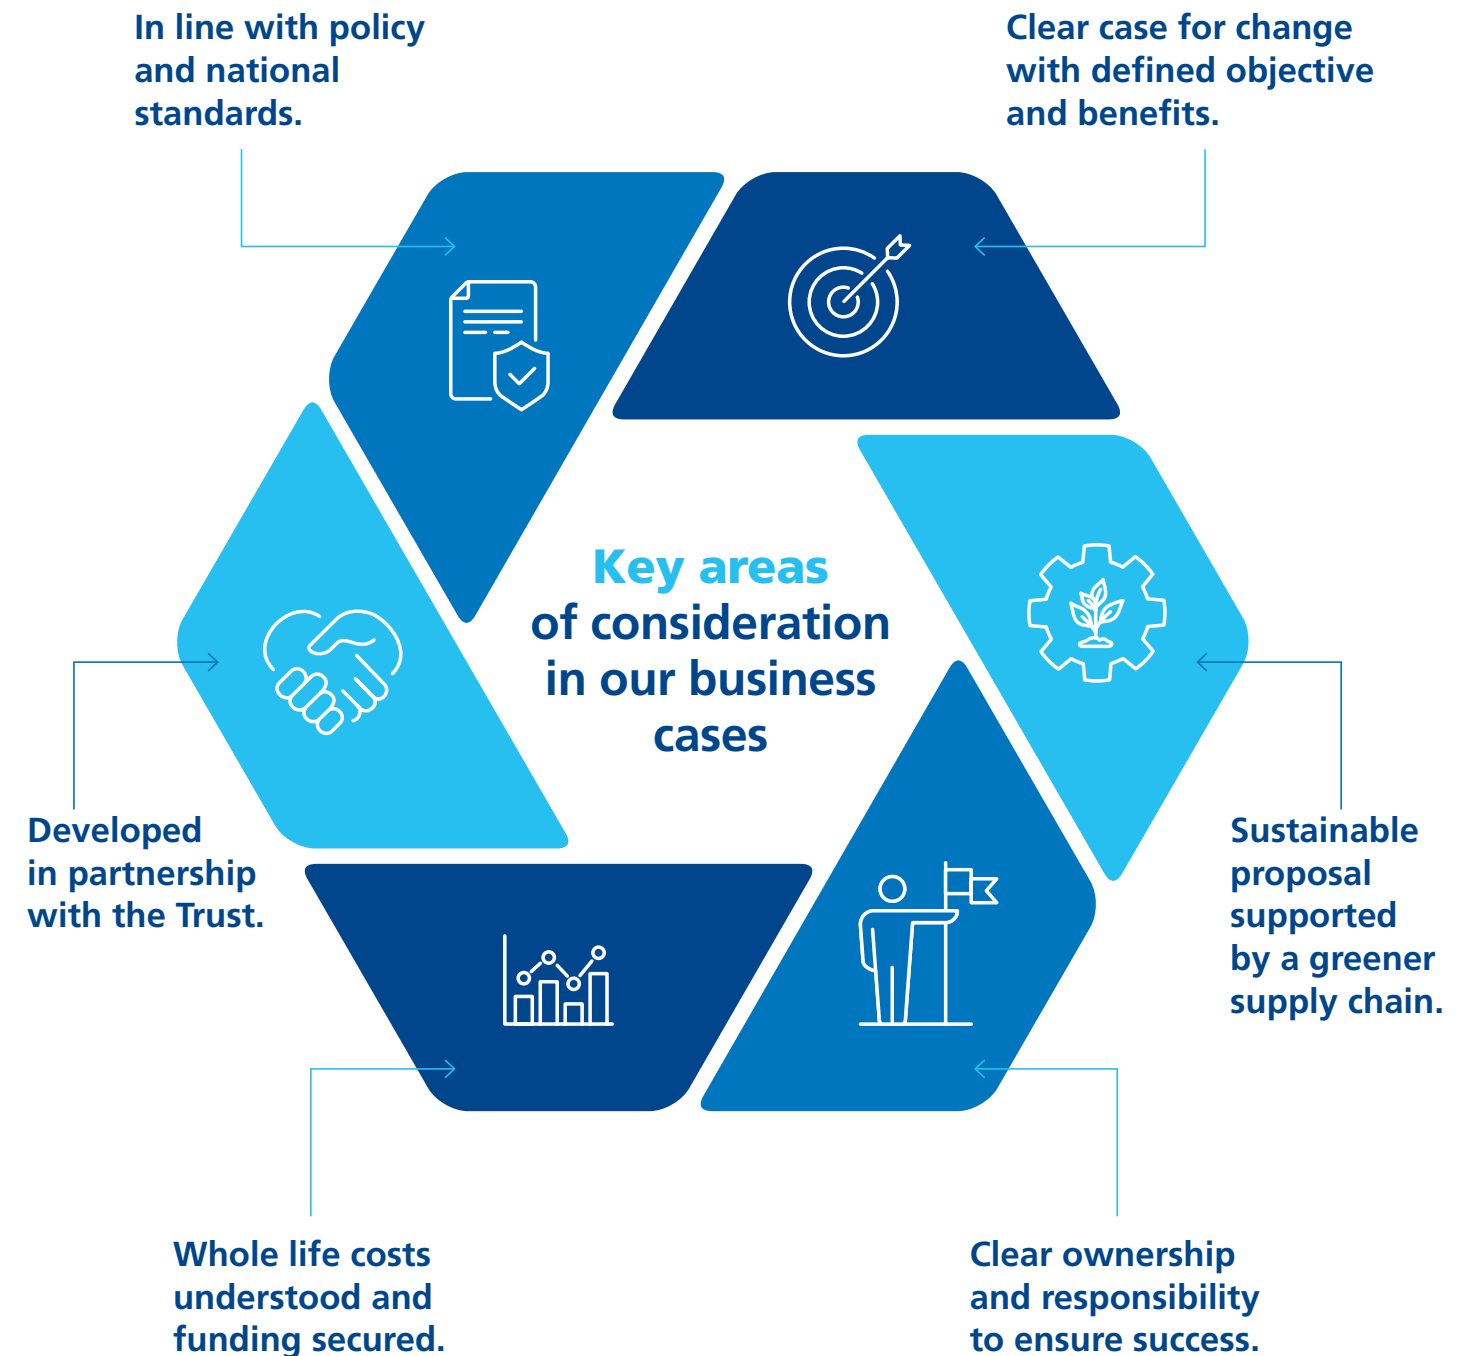 In line with policy
and national
standards.
Clear case for change
with defined objective
and benefits.
Key areas
of consideration
in our business
cases
Developed
in partnership
with the Trust.
Sustainable
proposal
supported
by a greener
supply chain.
Whole life costs
understood and
funding secured.
Clear ownership
and responsibility
to ensure success.